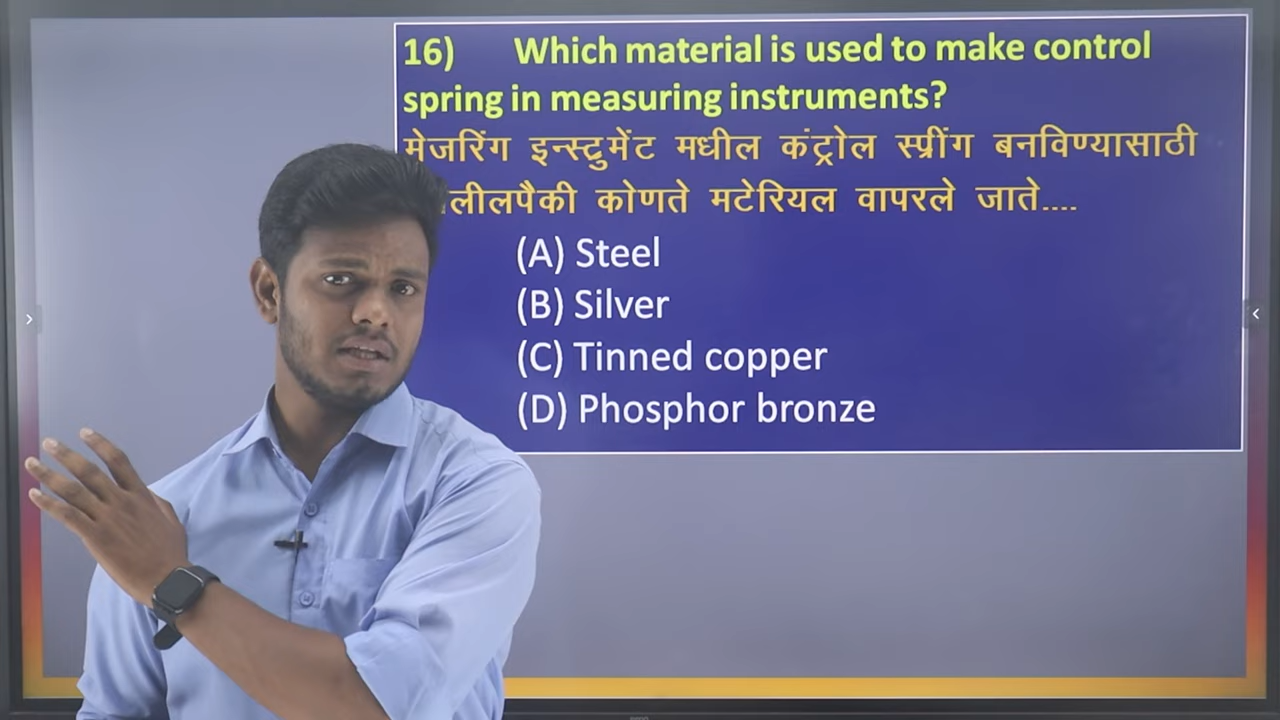 16) Which material is used to make control
spring in measuring instruments?
मेजरिंग इन्स्ट्रुमेंट मधील कंट्रोल स्प्रींग बनविण्यासाठी
कोणते मटेरियल वापरले जाते....
(A) Steel
(B) Silver
(C) Tinned copper
(D) Phosphor bronze